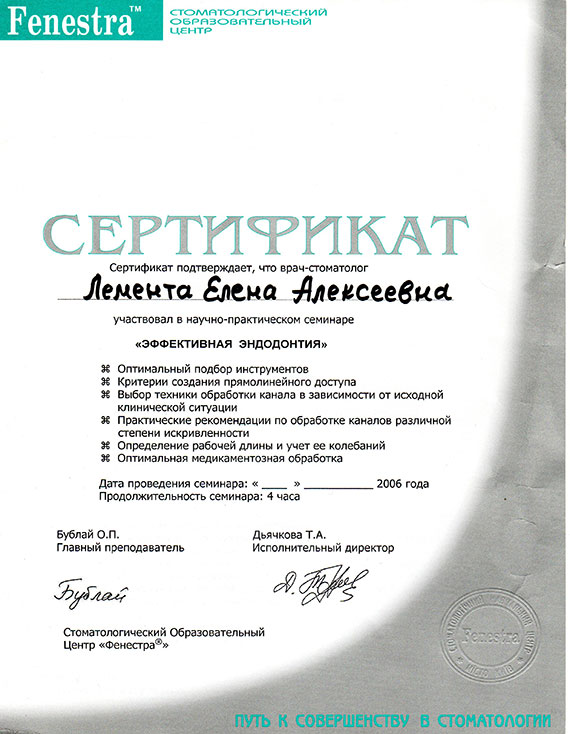 Fenestra™
СТОМАТОЛОГИЧЕСКИЙ
ОБРАЗОВАТЕЛЬНЫЙ
ЦЕНТР
СЕРТИФИКАТ
Сертификат подтверждает, что врач-стоматолог
Лемента Елена Алексеевна
участвовал в научно-практическом семинаре
«ЭФФЕКТИВНАЯ ЭНДОДОНТИЯ»
⌘ Оптимальный подбор инструментов
⌘ Критерии создания прямолинейного доступа
⌘ Выбор техники обработки канала в зависимости от исходной
клинической ситуации
⌘ Практические рекомендации по обработке каналов различной
степени искривленности
⌘ Определение рабочей длины и учет ее колебаний
⌘ Оптимальная медикаментозная обработка
Дата проведения семинара: « ____ » ___________ 2006 года
Продолжительность семинара: 4 часа
Бублай О.П.
Главный преподаватель
Дьячкова Т.А.
Исполнительный директор
Бублай
Стоматологический Образовательный
Центр «Фенестра®»
Fenestra
ПУТЬ К СОВЕРШЕНСТВУ В СТОМАТОЛОГИИ